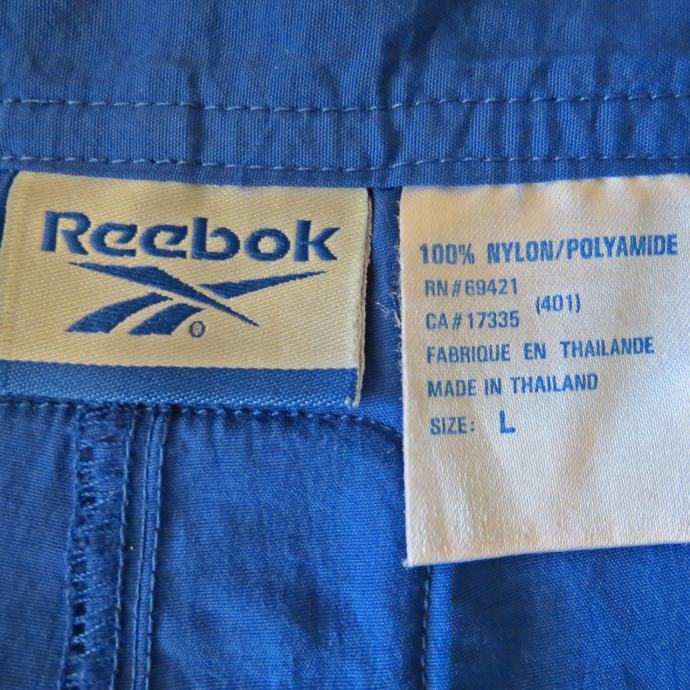 Reebok
®
100% NYLON/POLYAMIDE
RN#69421
(401)
CA#17335
FABRIQUE EN THAILANDE
MADE IN THAILAND
SIZE: L